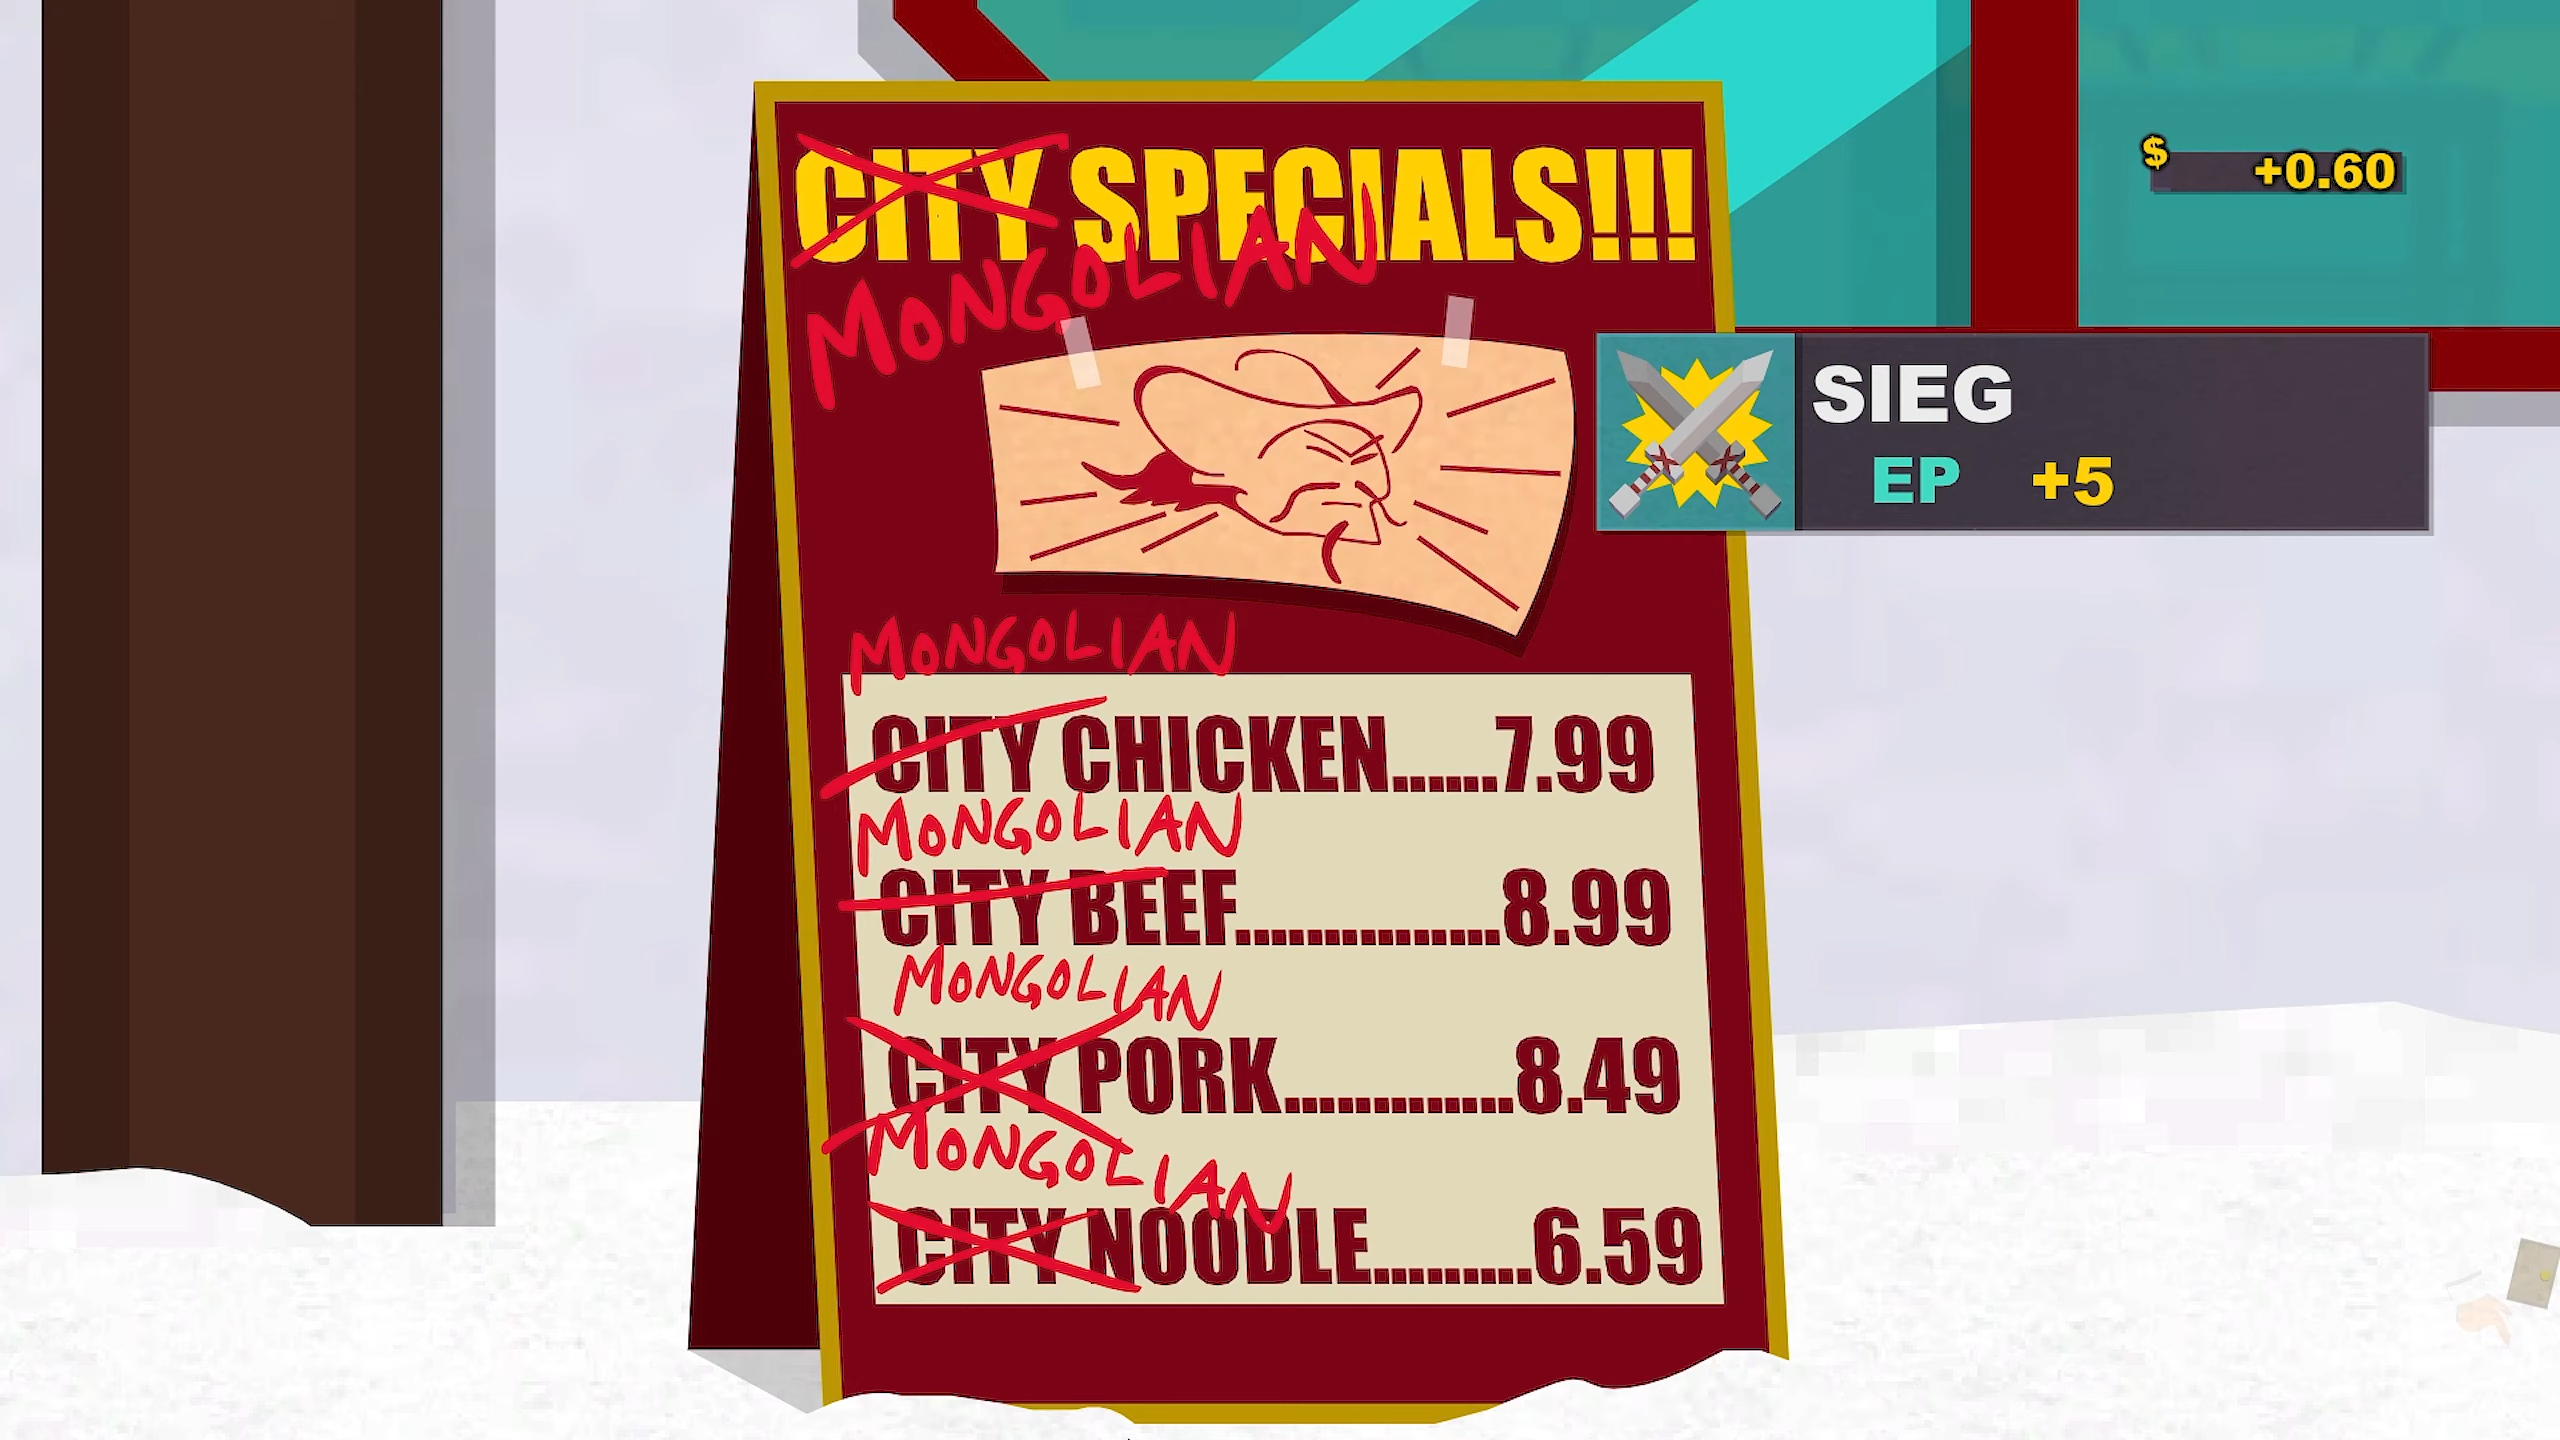 CITY SPECIALS!!!
MONGOLIAN
$ +0.60
SIEG
EP +5
MONGOLIAN
CITY CHICKEN......7.99
MONGOLIAN
CITY BEEF...............8.99
MONGOLIAN
CITY PORK.............8.49
MONGOLIAN
CITY NOODLE.........6.59